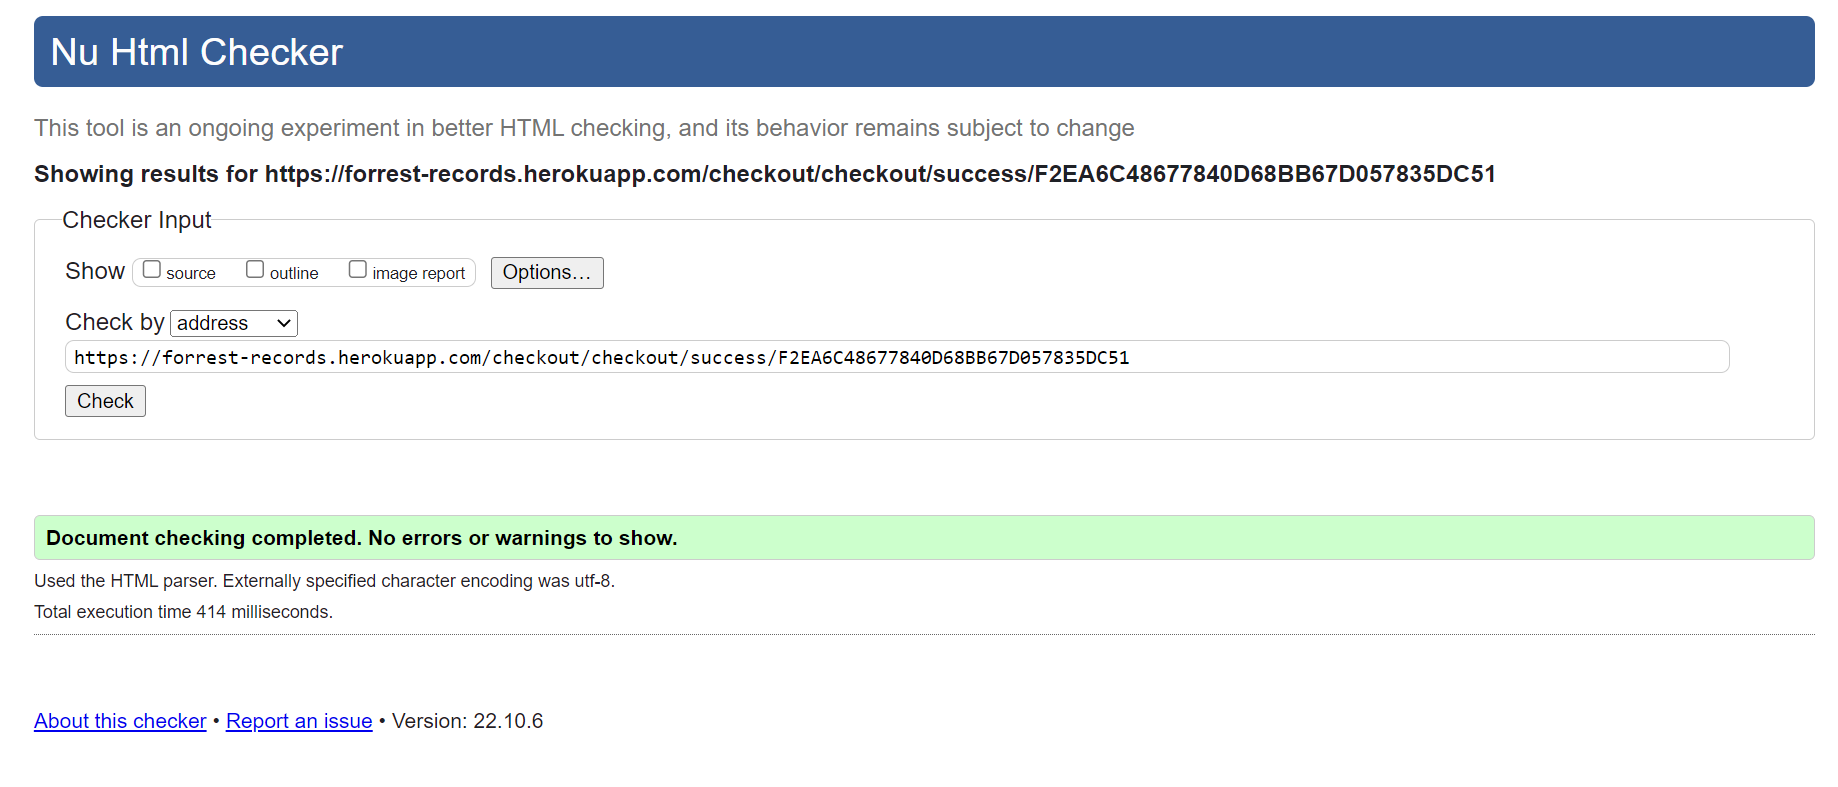 Nu Html Checker
This tool is an ongoing experiment in better HTML checking, and its behavior remains subject to change
Showing results for https://forrest-records.herokuapp.com/checkout/checkout/success/F2EA6C48677840D68BB67D057835DC51
Checker Input
Show source outline image report Options…
Check by address
https://forrest-records.herokuapp.com/checkout/checkout/success/F2EA6C48677840D68BB67D057835DC51
Check
Document checking completed. No errors or warnings to show.
Used the HTML parser. Externally specified character encoding was utf-8.
Total execution time 414 milliseconds.
About this checker • Report an issue • Version: 22.10.6